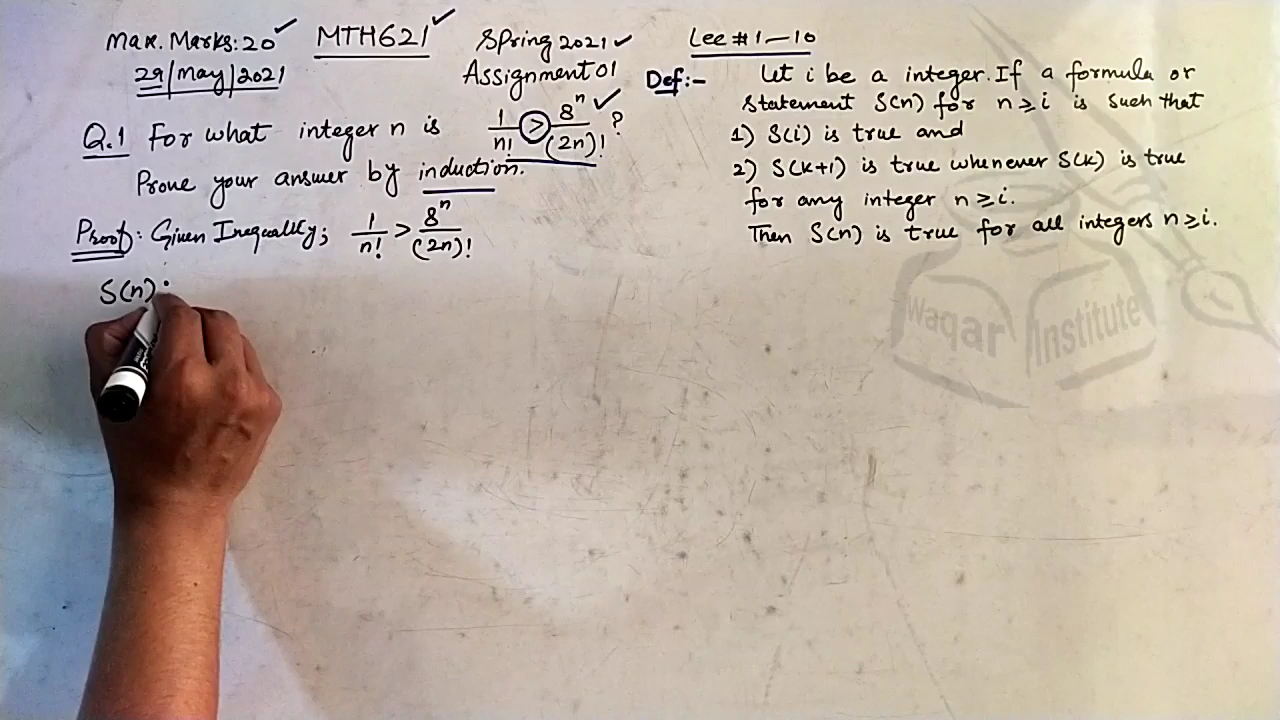 Max. Marks: 20 ✓ MTH621 ✓ Spring 2021 ✓ Lec # 1-10
29/May/2021 Assignment 01
Q.1 For what integer n is 1/n! > 8^n/(2n)! ✓ ?
Prove your answer by induction.
Proof: Given Inequality; 1/n! > 8^n/(2n)!
S(n):
Def:- Let i be a integer. If a formula or
statement S(n) for n ≥ i is such that
1) S(i) is true and
2) S(k+1) is true whenever S(k) is true
for any integer n ≥ i.
Then S(n) is true for all integers n ≥ i.
Waqar Institute